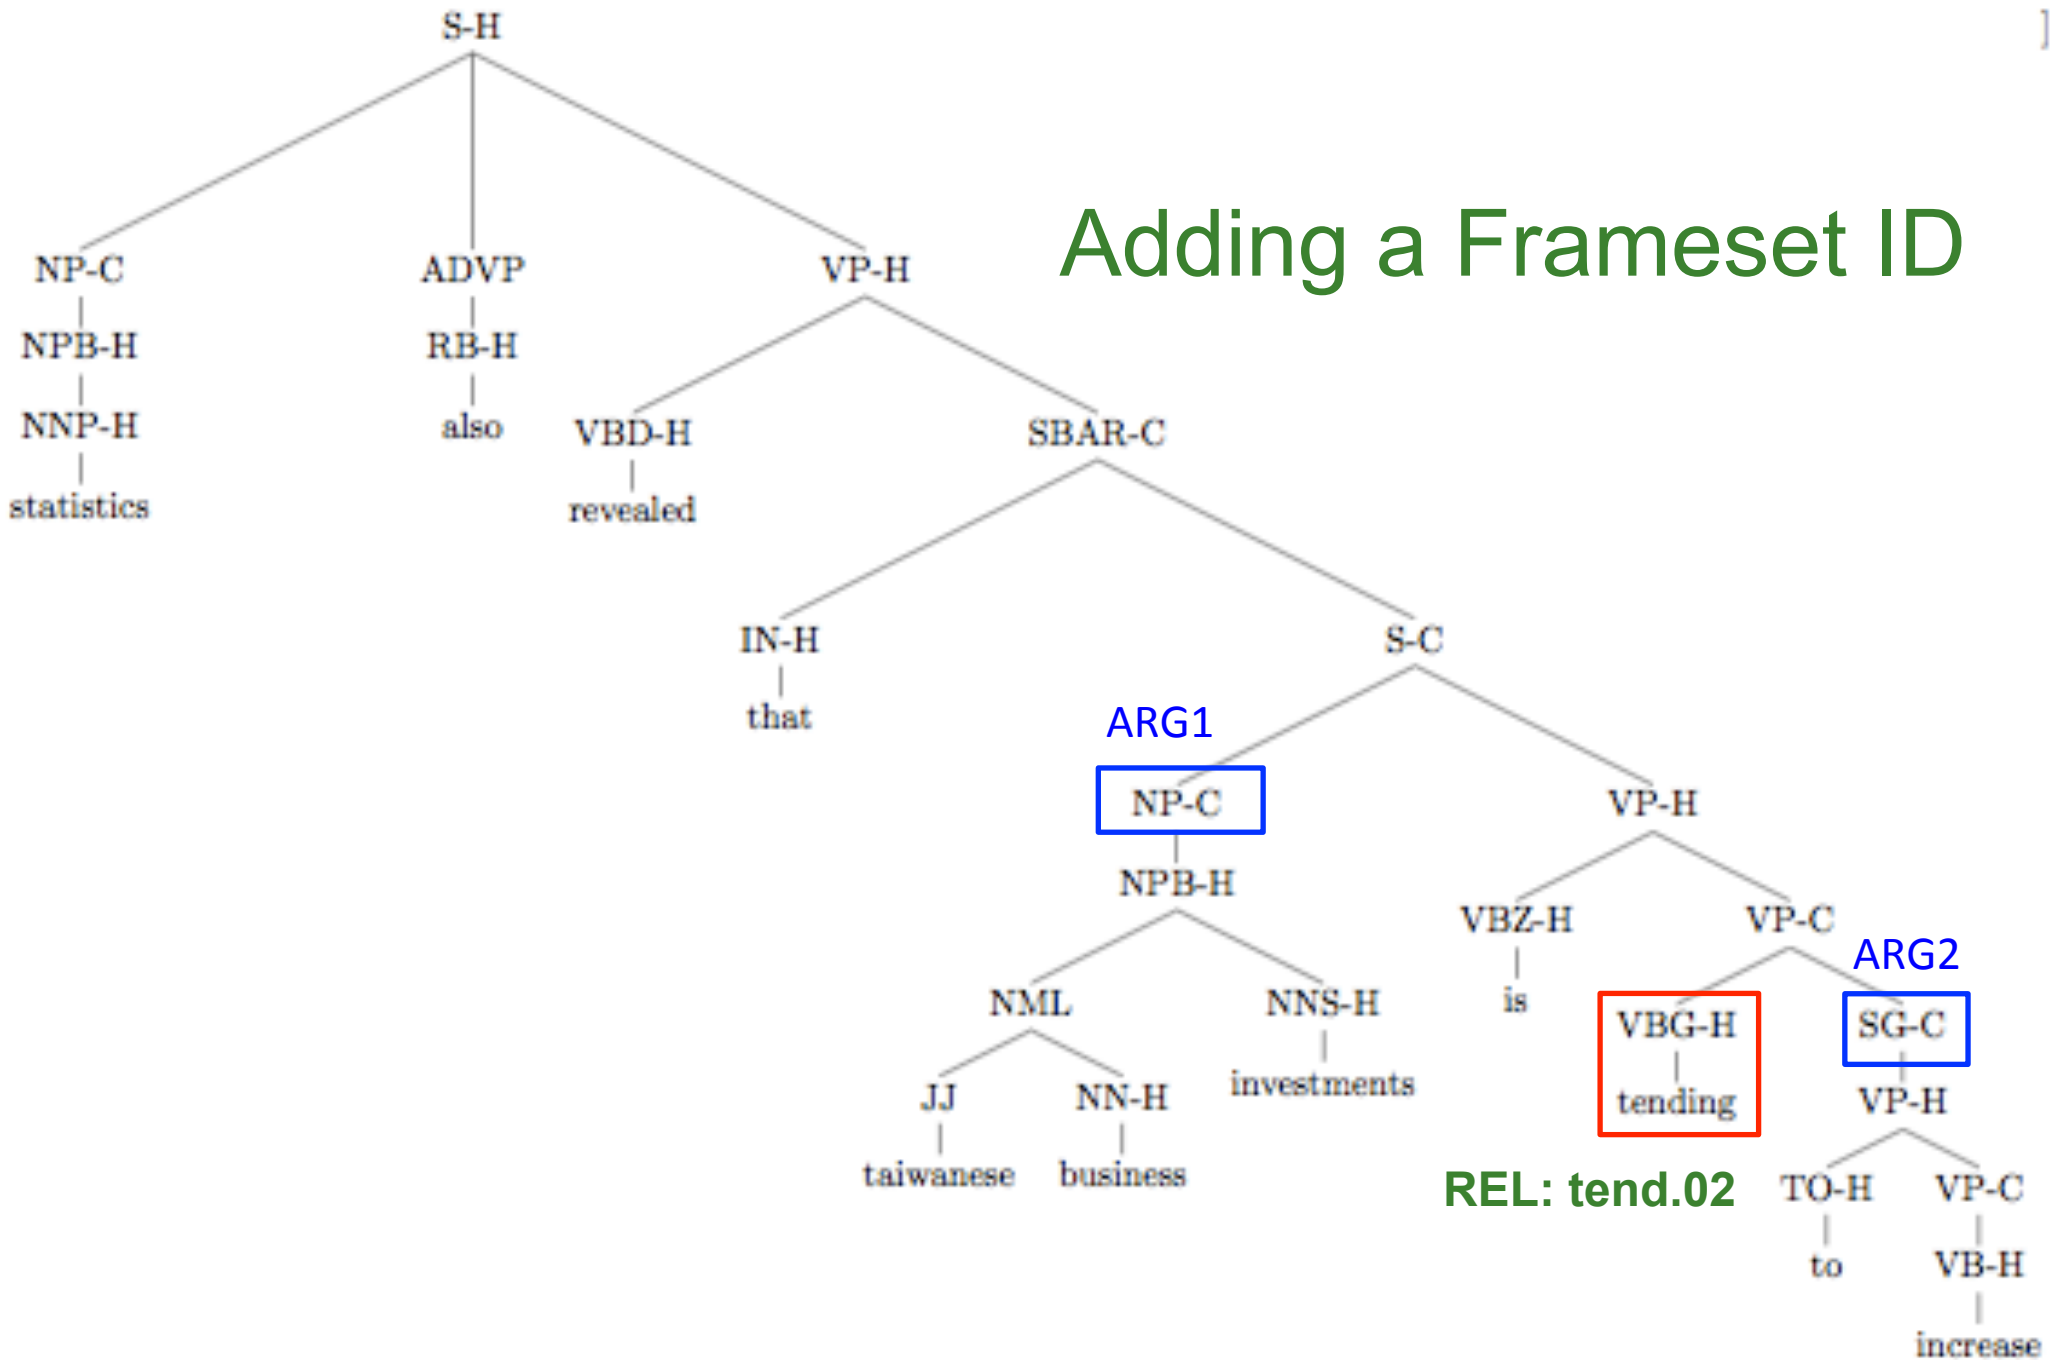 S-H ]
Adding a Frameset ID
NP-C ADVP VP-H
NPB-H RB-H
NNP-H also VBD-H SBAR-C
statistics revealed
IN-H S-C
that
ARG1
NP-C VP-H
NPB-H
VBZ-H VP-C
ARG2
NML NNS-H is
VBG-H SG-C
JJ NN-H investments tending VP-H
taiwanese business
REL: tend.02 TO-H VP-C
to VB-H
increase